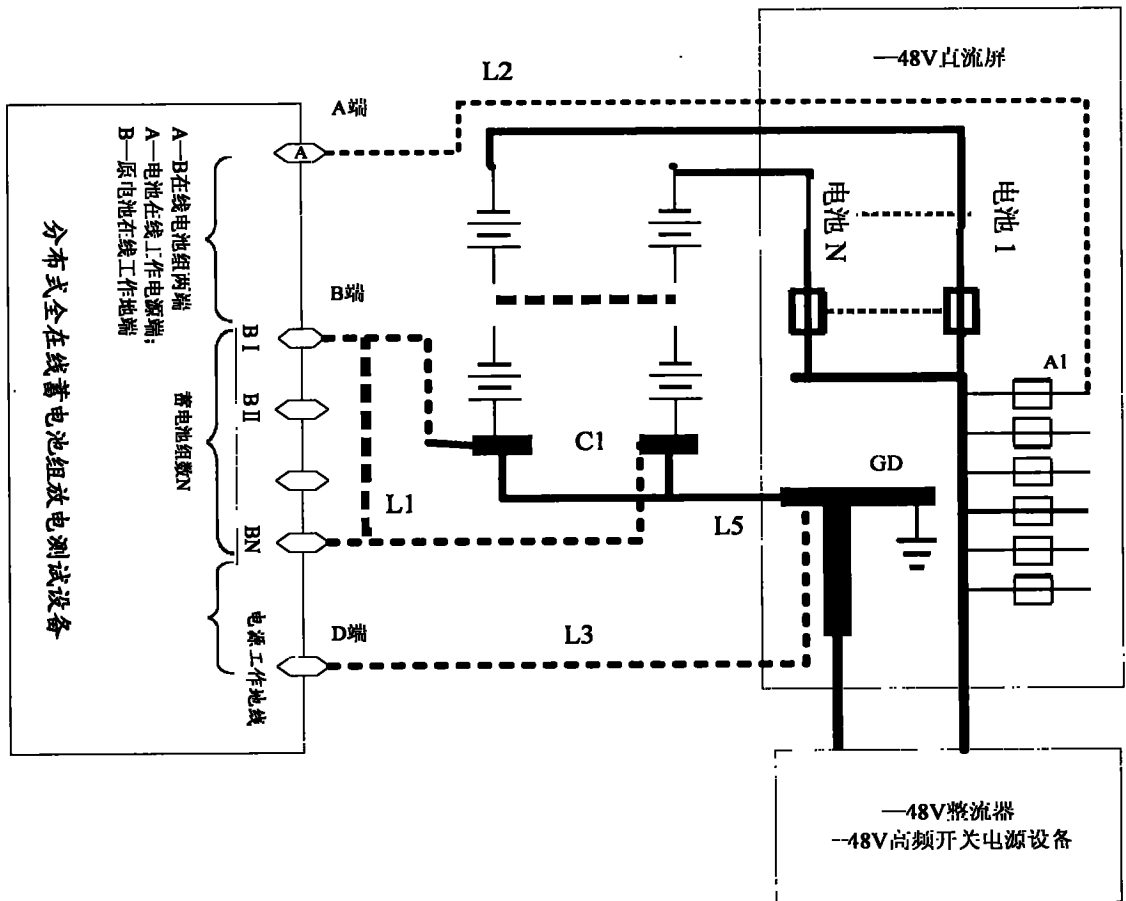 —48V直流屏
L2
A端
A
A—B在线电池组两端
A—电池在线工作电源端;
B—原电池在线工作地端
电池 N
电池 1
分布式全在线蓄电池组放电测试设备
B端
B I
B II
BN
蓄电池组数N
A1
C1
GD
L1
L5
D端
L3
电源工作地线
—48V整流器
—48V高频开关电源设备